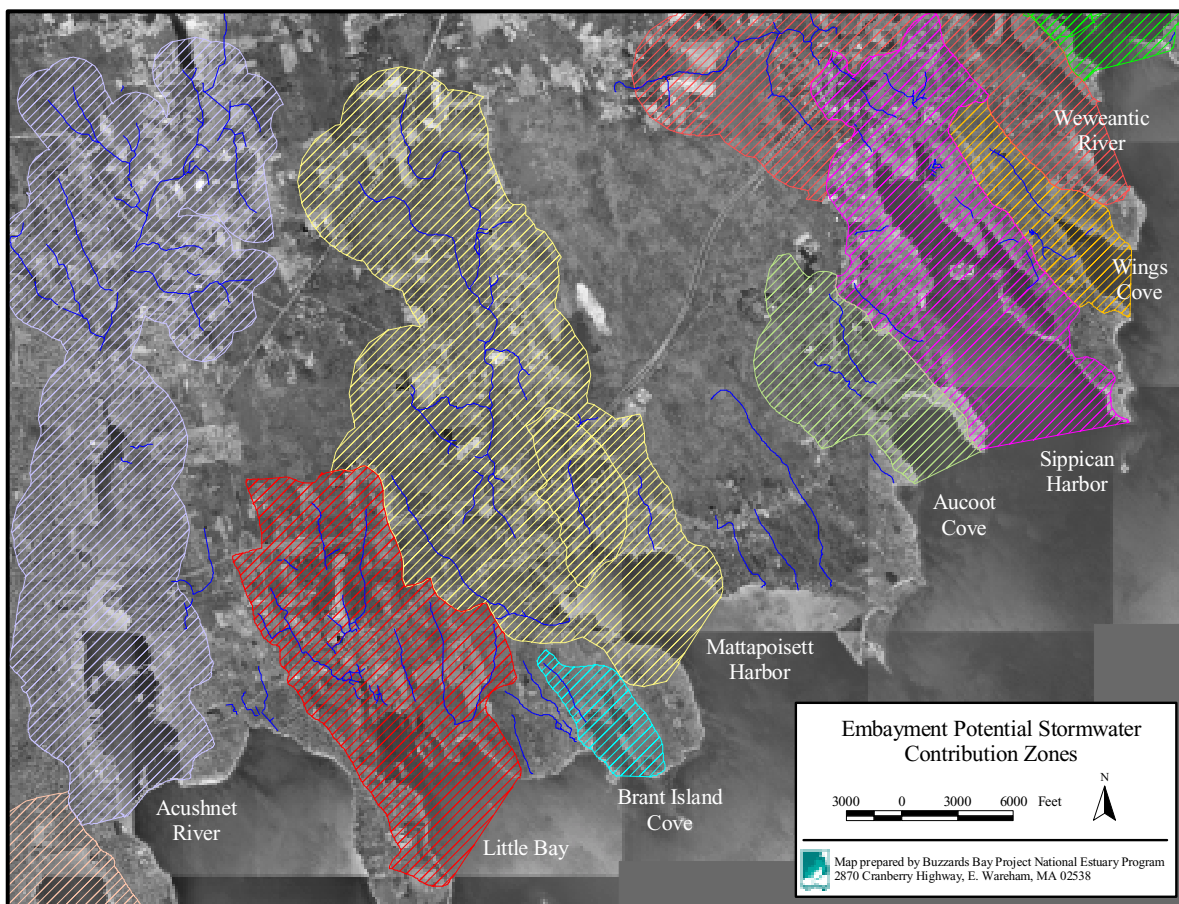 Weweantic
River
Wings
Cove
Sippican
Harbor
Aucoot
Cove
Mattapoisett
Harbor
Brant Island
Cove
Little Bay
Acushnet
River
Embayment Potential Stormwater
Contribution Zones
N
3000 0 3000 6000 Feet
Map prepared by Buzzards Bay Project National Estuary Program
2870 Cranberry Highway, E. Wareham, MA 02538